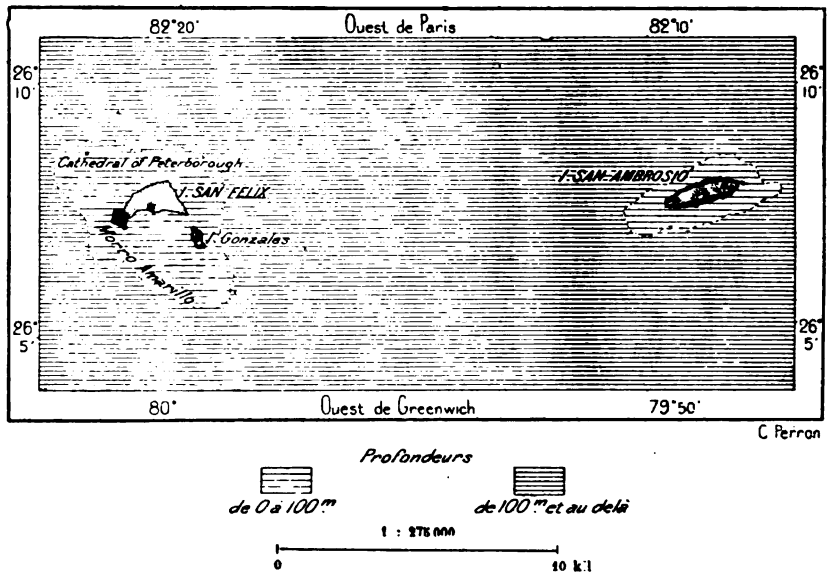 82°20' Ouest de Paris 82°10'
26° 10'
26° 10'
Cathedral of Peterborough
I. SAN FELIX
I. SAN-AMBROSIO
I. Gonzales
Morro Amarillo
26° 5'
26° 5'
80° Ouest de Greenwich 79°50'
C. Perron
Profondeurs
de 0 à 100 m.
de 100 m. et au delà
1 : 275 000
0 10 kil